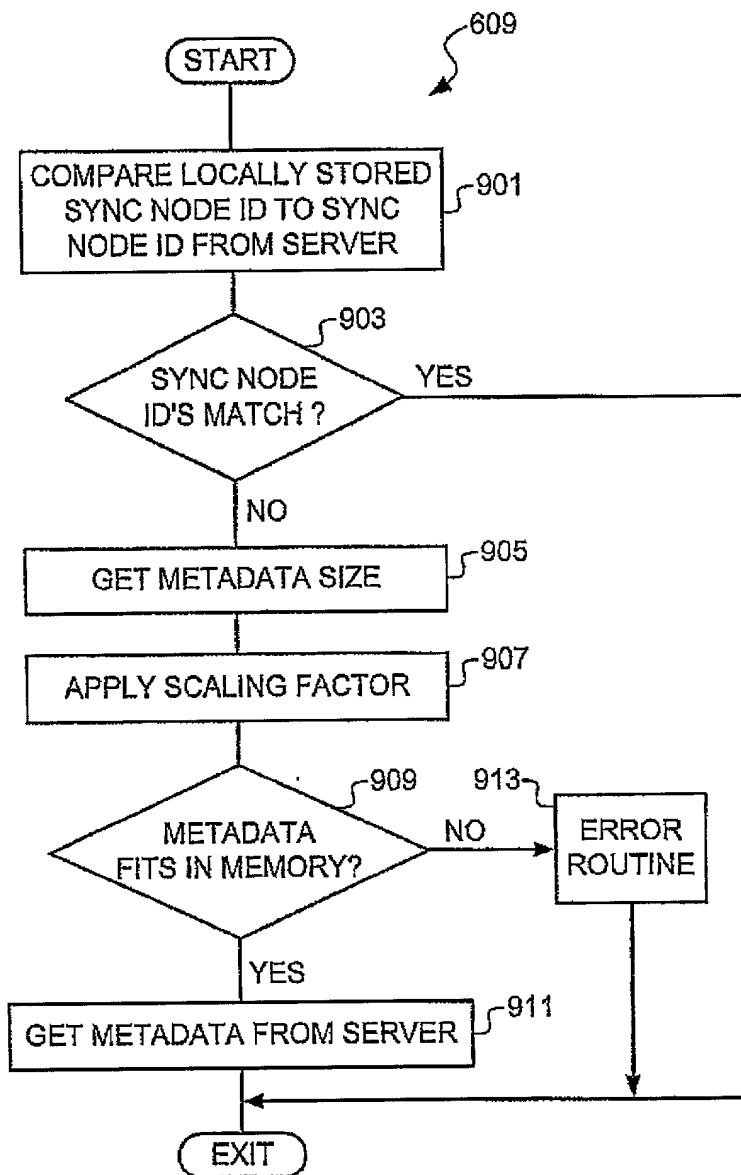 609
START
COMPARE LOCALLY STORED
SYNC NODE ID TO SYNC
NODE ID FROM SERVER
901
903
SYNC NODE
ID'S MATCH ?
YES
NO
GET METADATA SIZE
905
APPLY SCALING FACTOR
907
909
METADATA
FITS IN MEMORY?
NO
913
ERROR
ROUTINE
YES
GET METADATA FROM SERVER
911
EXIT